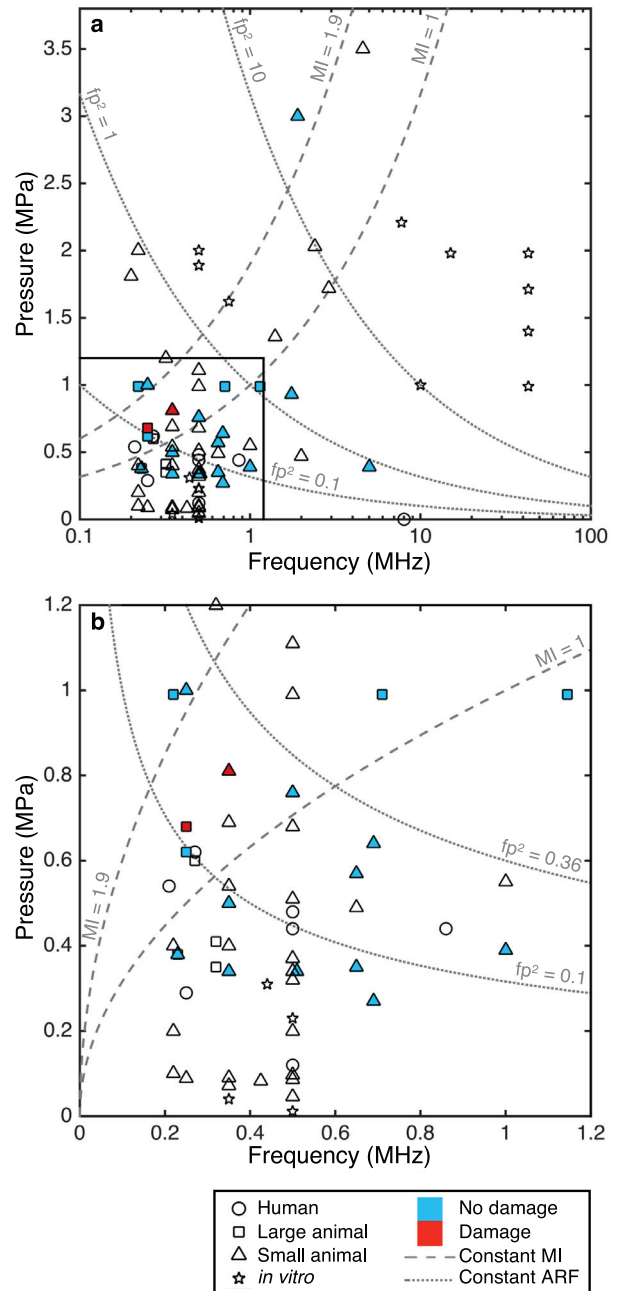 a
3.5
3
2.5
2
1.5
1
0.5
0
Pressure (MPa)
fp² = 1
fp² = 10
MI = 1.9
MI = 1
fp² = 0.1
0.1
1
10
100
Frequency (MHz)
b
1.2
1
0.8
0.6
0.4
0.2
0
Pressure (MPa)
MI = 1.9
MI = 1
fp² = 0.36
fp² = 0.1
0.2
0.4
0.6
0.8
1
1.2
Frequency (MHz)
Human
No damage
Large animal
Damage
Small animal
Constant MI
in vitro
Constant ARF